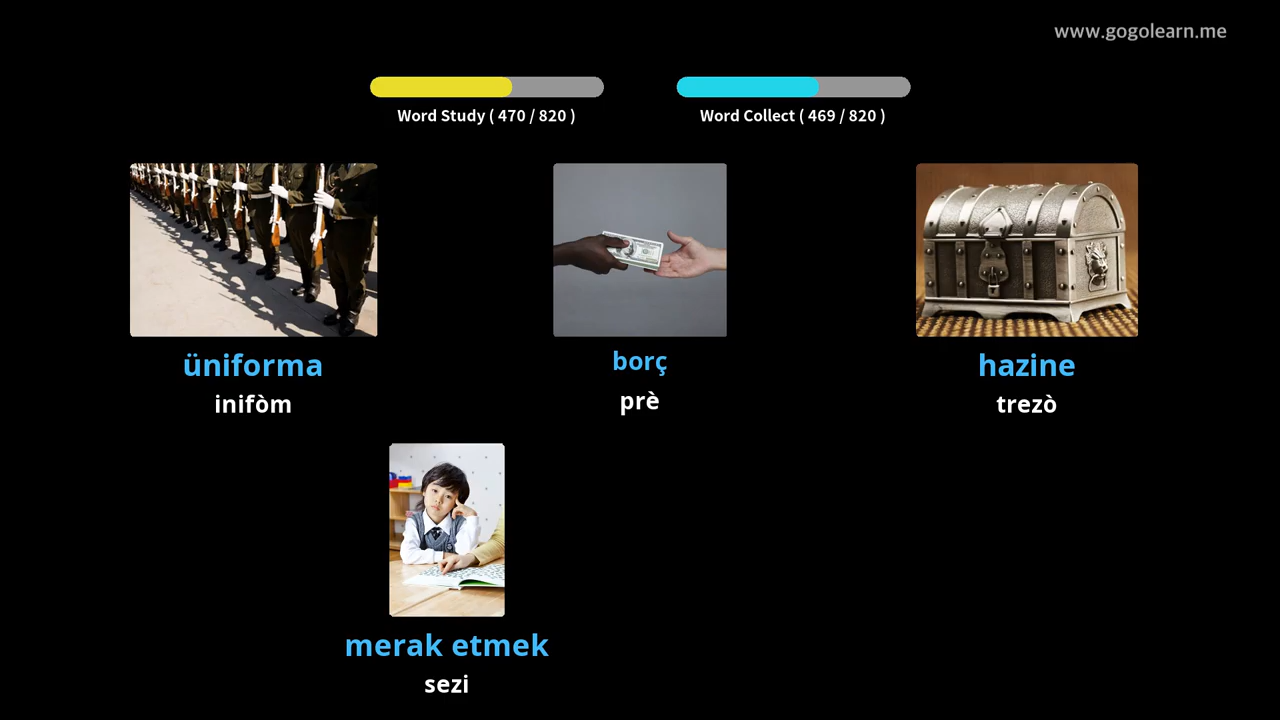 www.gogolearn.me
Word Study ( 470 / 820 )
Word Collect ( 469 / 820 )
üniforma
inifòm
borç
prè
hazine
trezò
merak etmek
sezi